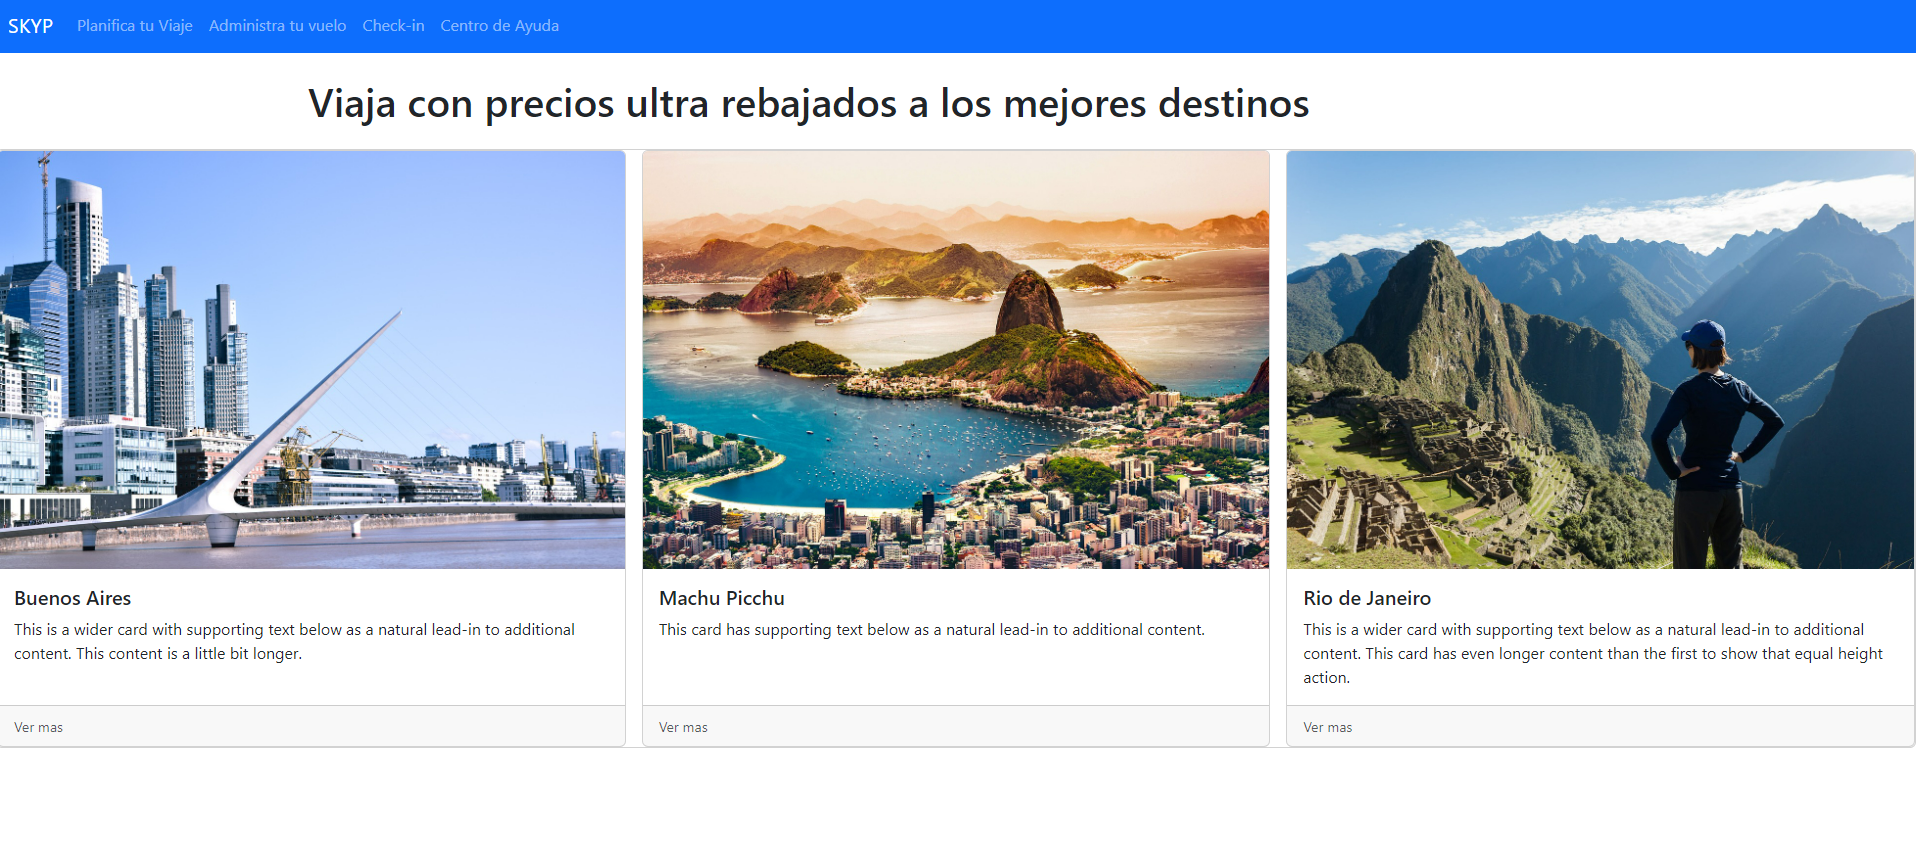 SKYP Planifica tu Viaje Administra tu vuelo Check-in Centro de Ayuda
Viaja con precios ultra rebajados a los mejores destinos
Buenos Aires
This is a wider card with supporting text below as a natural lead-in to additional
content. This content is a little bit longer.
Ver mas
Machu Picchu
This card has supporting text below as a natural lead-in to additional content.
Ver mas
Rio de Janeiro
This is a wider card with supporting text below as a natural lead-in to additional
content. This card has even longer content than the first to show that equal height
action.
Ver mas